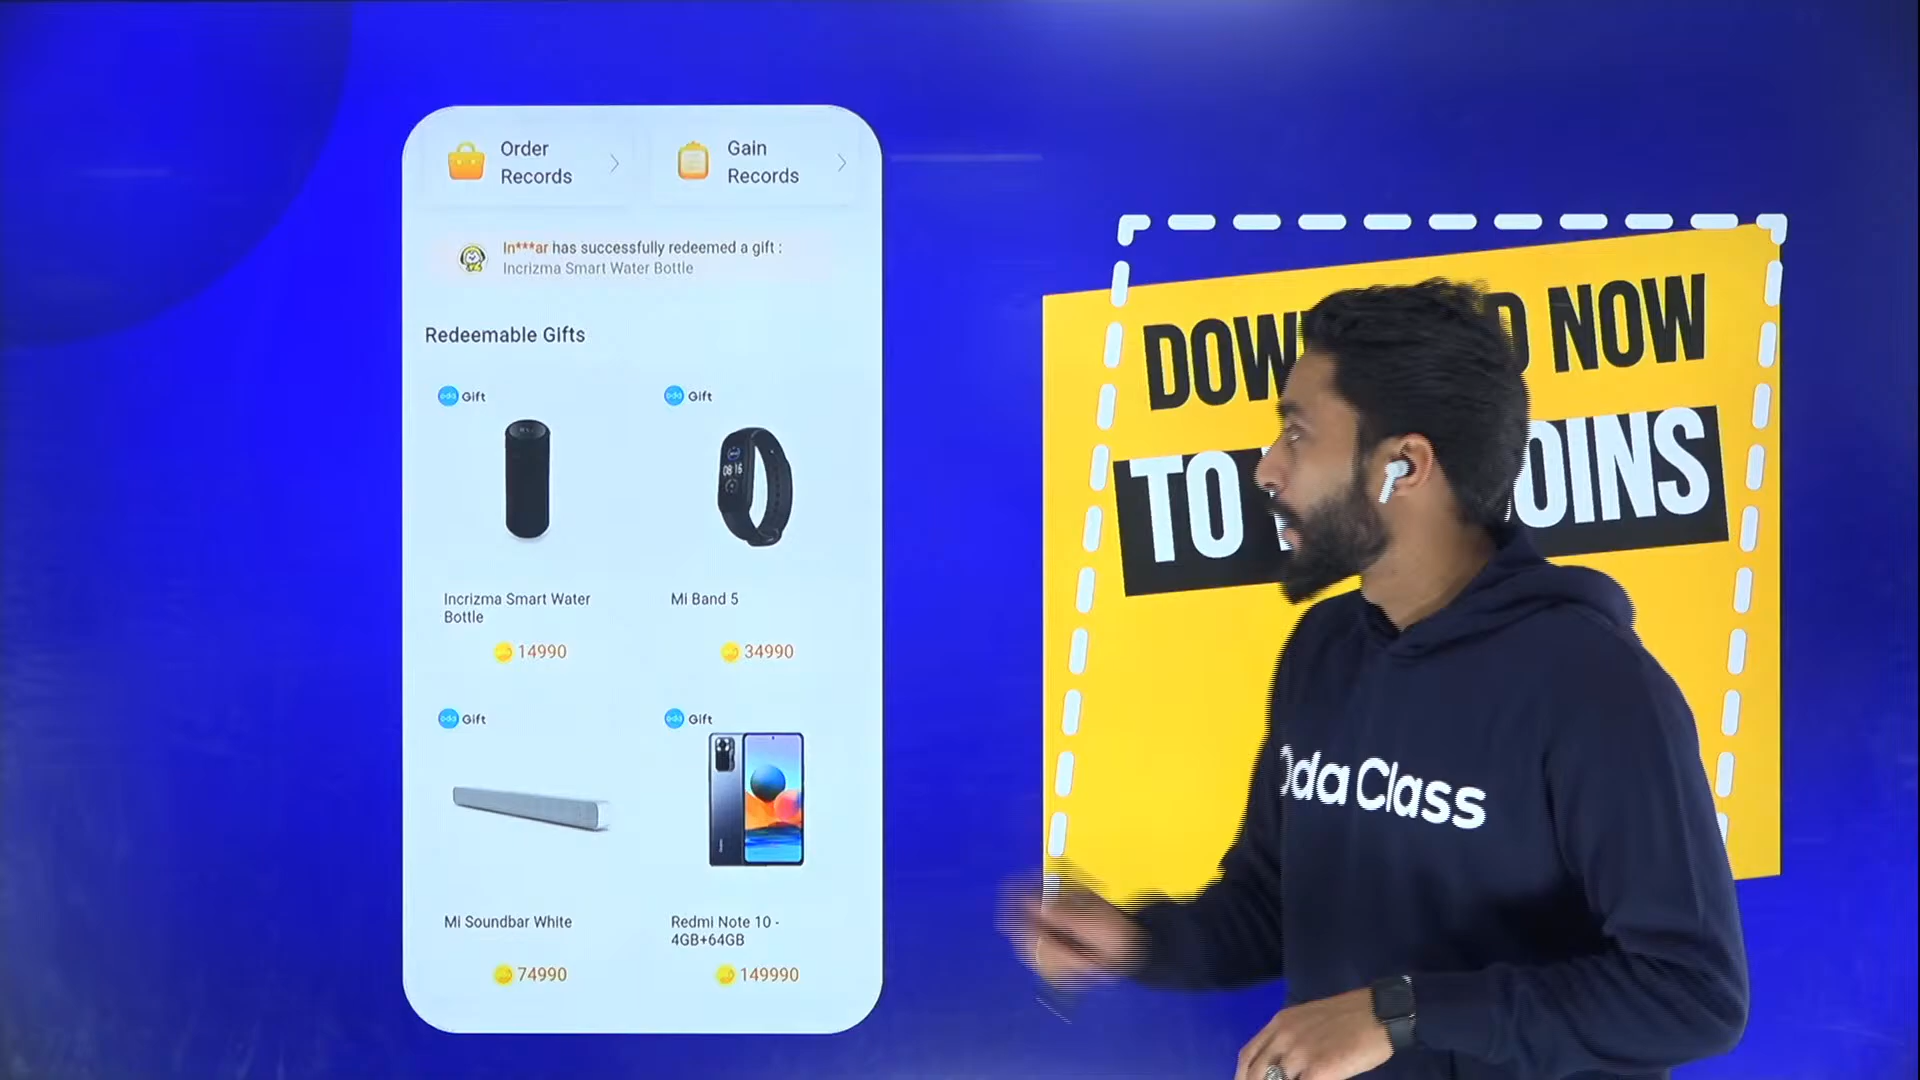 Order
Records
Gain
Records
In***ar has successfully redeemed a gift :
Incrizma Smart Water Bottle
Redeemable Gifts
Gift
Gift
08 16
Incrizma Smart Water
Bottle
Mi Band 5
14990
34990
Gift
Gift
Mi Soundbar White
Redmi Note 10 -
4GB+64GB
74990
149990
NOW
TO
Class